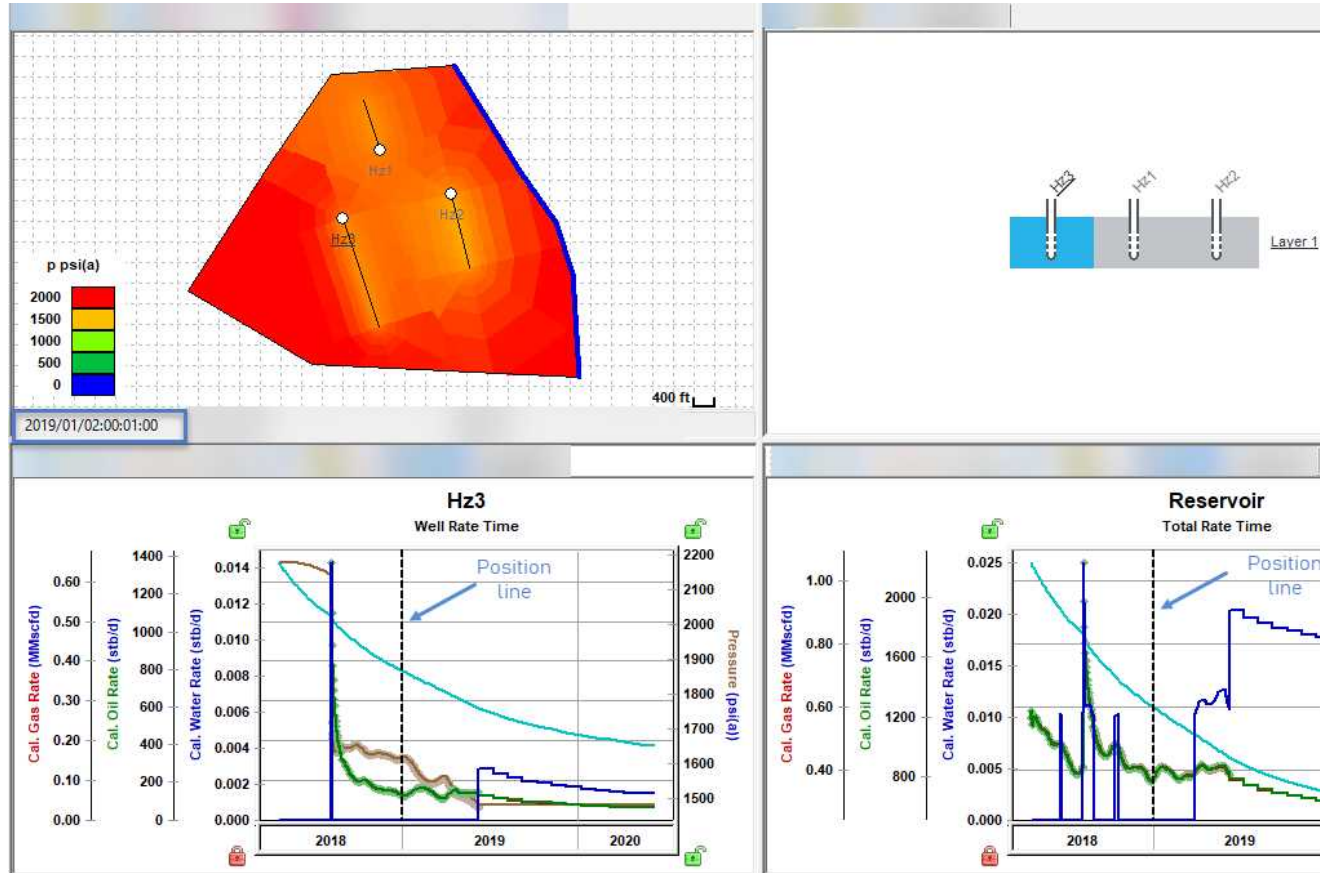 Hz1
Hz2
Hz3
p psi(a)
2000
1500
1000
500
0
400 ft
2019/01/02:00:01:00
Hz3
Hz1
Hz2
Layer 1
Hz3
Well Rate Time
Position
line
Cal. Gas Rate (MMscfd)
0.60
0.50
0.40
0.30
0.20
0.10
0.00
Cal. Oil Rate (stb/d)
1400
1200
1000
800
600
400
200
0
Cal. Water Rate (stb/d)
0.014
0.012
0.010
0.008
0.006
0.004
0.002
0.000
2200
2100
2000
1900
1800
1700
1600
1500
Pressure (psi(a))
2018
2019
2020
Reservoir
Total Rate Time
Position
line
Cal. Gas Rate (MMscfd)
1.00
0.80
0.60
0.40
Cal. Oil Rate (stb/d)
2000
1600
1200
800
Cal. Water Rate (stb/d)
0.025
0.020
0.015
0.010
0.005
0.000
2018
2019